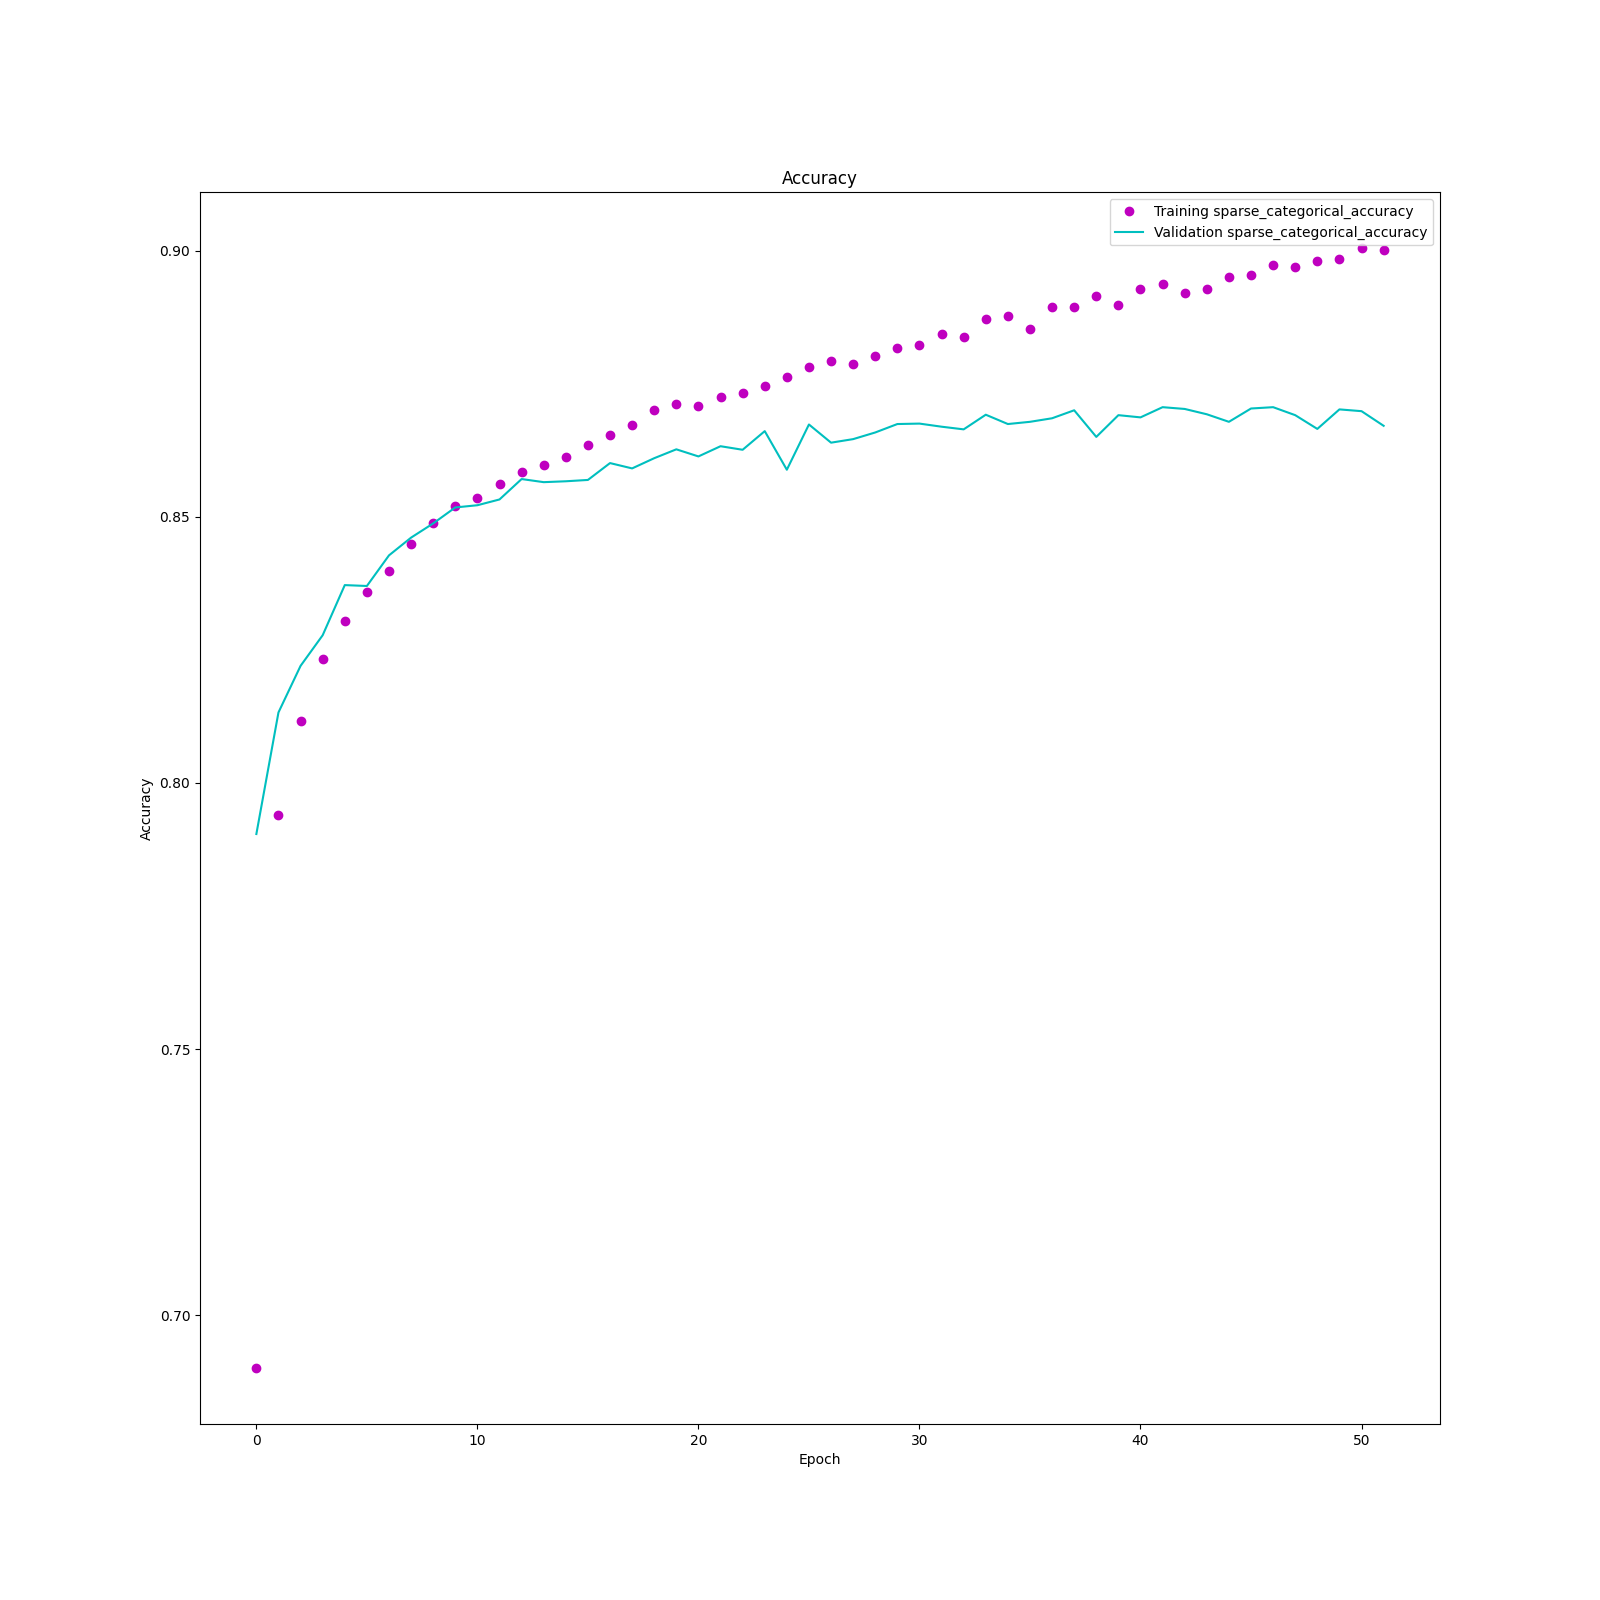 Accuracy
Training sparse_categorical_accuracy
Validation sparse_categorical_accuracy
0.90
0.85
0.80
0.75
0.70
Accuracy
0 10 20 30 40 50
Epoch